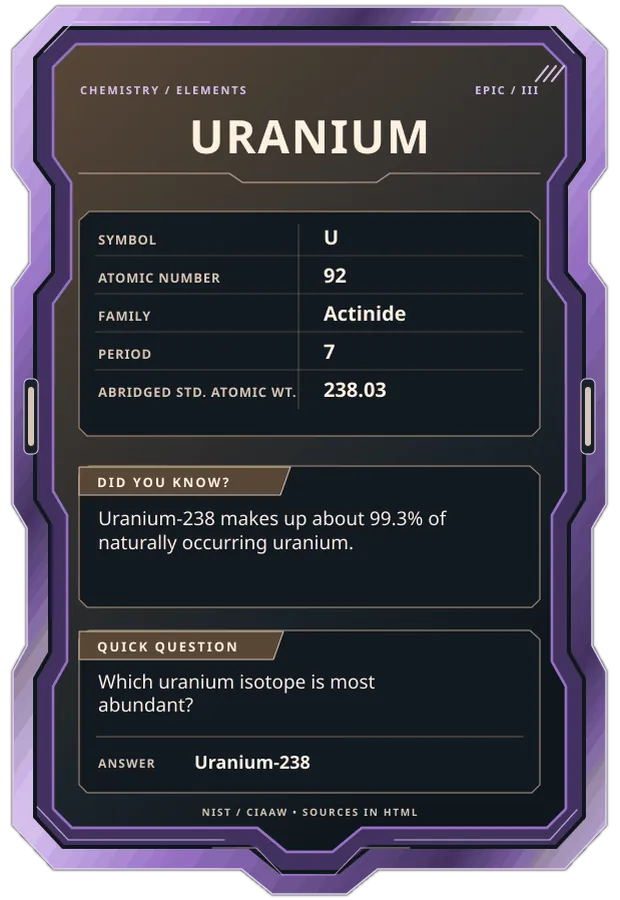 CHEMISTRY / ELEMENTS
EPIC / III
URANIUM
SYMBOL U
ATOMIC NUMBER 92
FAMILY Actinide
PERIOD 7
ABRIDGED STD. ATOMIC WT. 238.03
DID YOU KNOW?
Uranium-238 makes up about 99.3% of
naturally occurring uranium.
QUICK QUESTION
Which uranium isotope is most
abundant?
ANSWER Uranium-238
NIST / CIAAW • SOURCES IN HTML